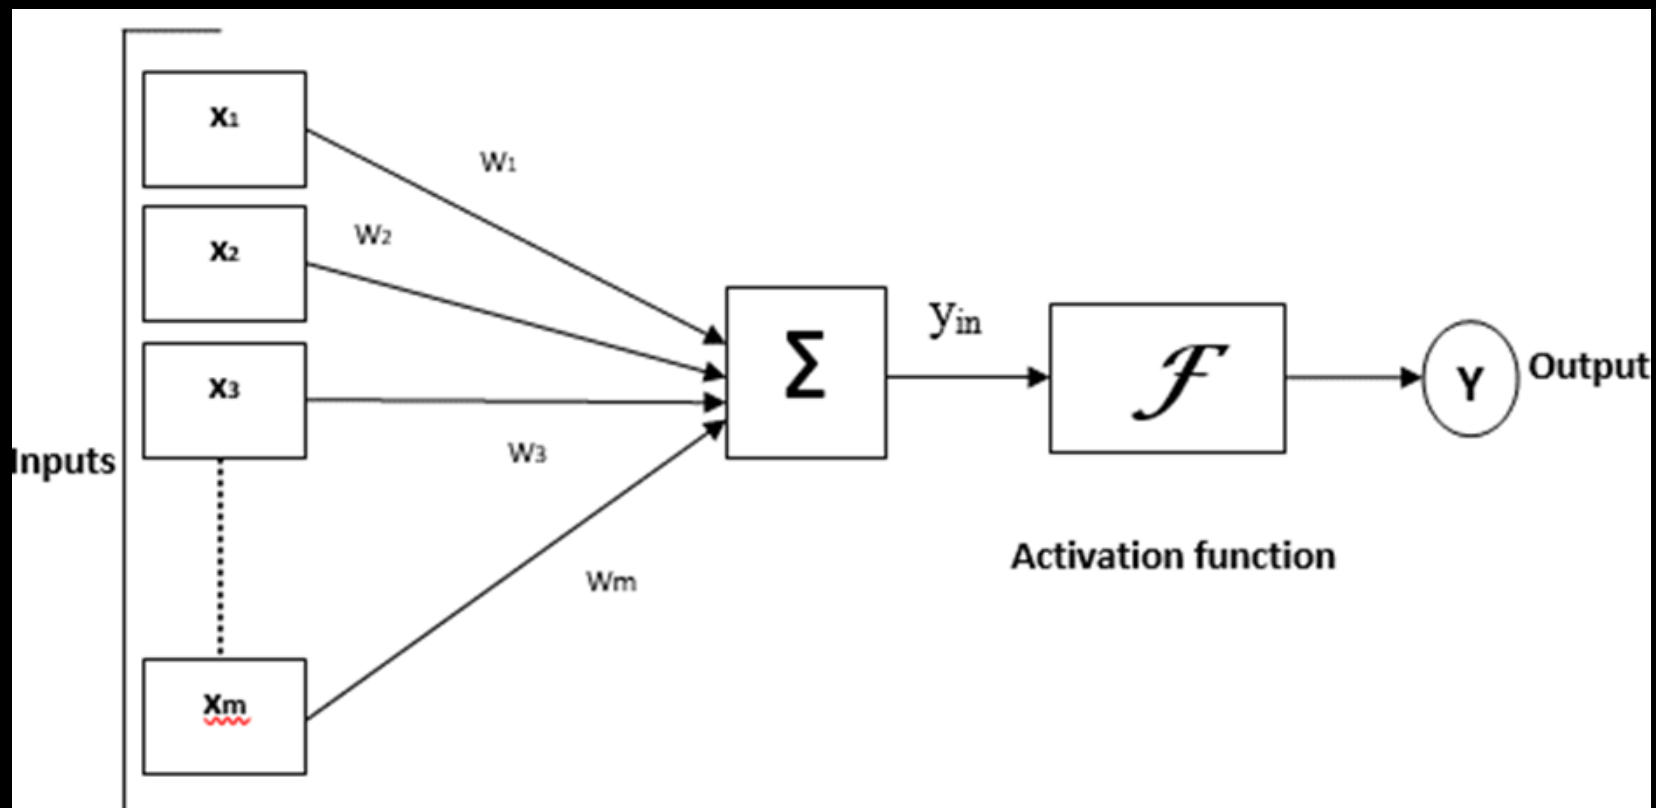 x₁
W₁
x₂
W₂
x₃
W₃
Inputs
xm
Wm
Σ
yin
ℱ
Activation function
Y
Output